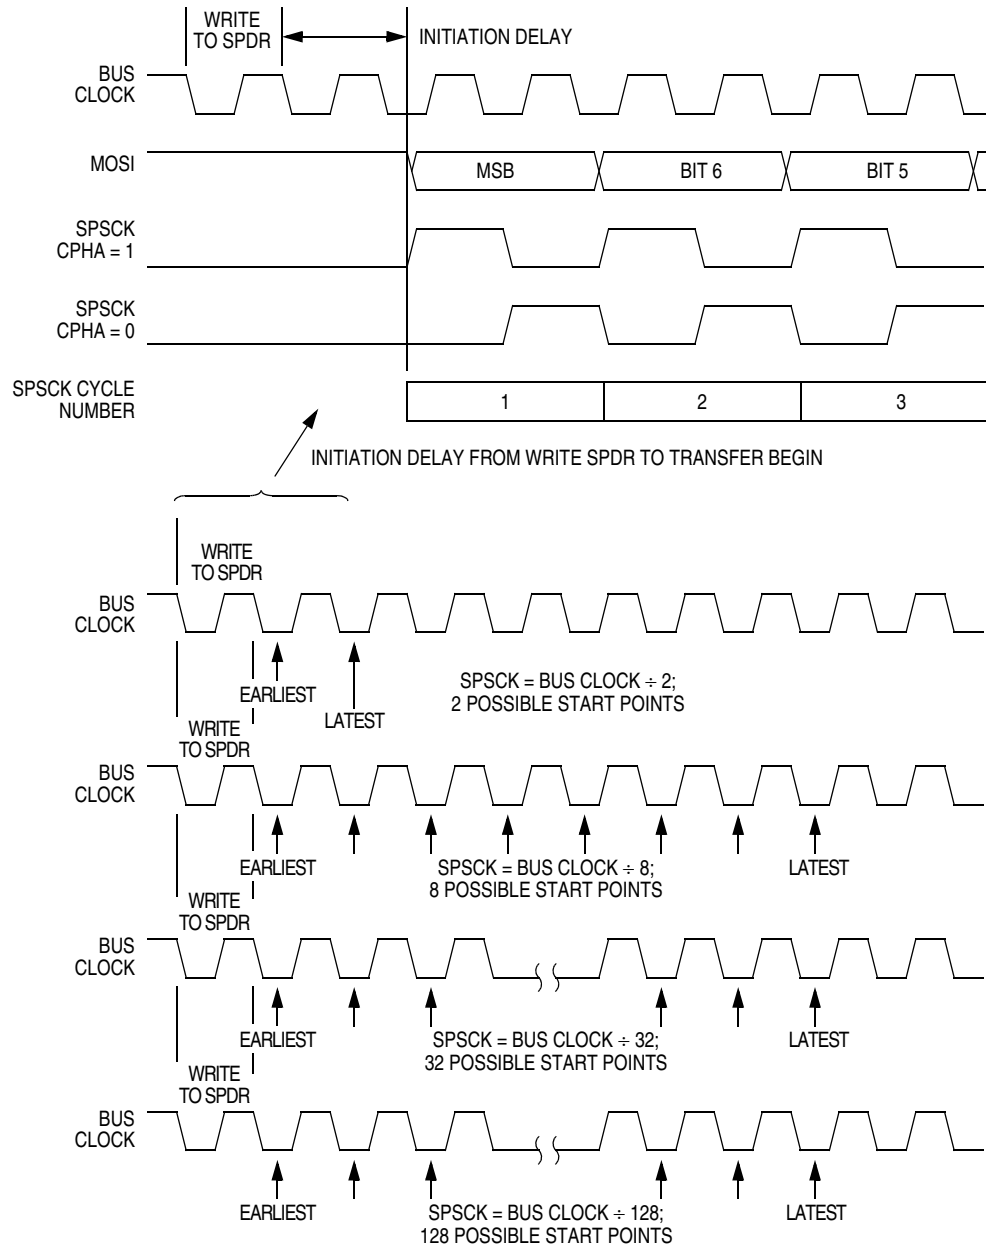 WRITE
TO SPDR
INITIATION DELAY
BUS
CLOCK
MOSI
MSB
BIT 6
BIT 5
SPSCK
CPHA = 1
SPSCK
CPHA = 0
SPSCK CYCLE
NUMBER
1
2
3
INITIATION DELAY FROM WRITE SPDR TO TRANSFER BEGIN
WRITE
TO SPDR
BUS
CLOCK
EARLIEST
LATEST
SPSCK = BUS CLOCK ÷ 2;
2 POSSIBLE START POINTS
WRITE
TO SPDR
BUS
CLOCK
EARLIEST
SPSCK = BUS CLOCK ÷ 8;
8 POSSIBLE START POINTS
LATEST
WRITE
TO SPDR
BUS
CLOCK
EARLIEST
SPSCK = BUS CLOCK ÷ 32;
32 POSSIBLE START POINTS
LATEST
WRITE
TO SPDR
BUS
CLOCK
EARLIEST
SPSCK = BUS CLOCK ÷ 128;
128 POSSIBLE START POINTS
LATEST